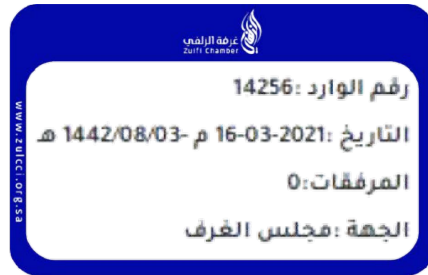 غرفة الزلفي
Zulfi Chamber
رقم الوارد :14256
التاريخ :2021-03-16 م -1442/08/03 هـ
المرفقات:0
الجهة :مجلس الغرف
www.zulcci.org.sa